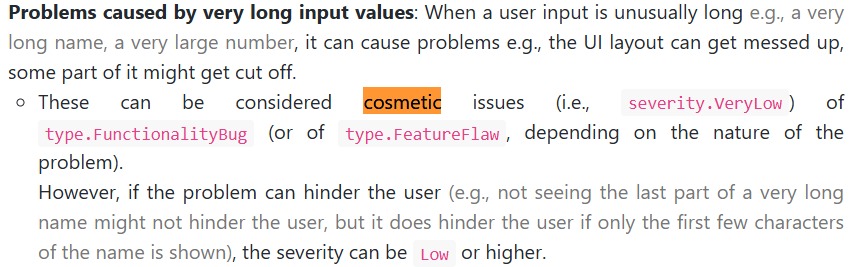 Problems caused by very long input values: When a user input is unusually long e.g., a very
long name, a very large number, it can cause problems e.g., the UI layout can get messed up,
some part of it might get cut off.
These can be considered cosmetic issues (i.e., severity.VeryLow) of
type.FunctionalityBug (or of type.FeatureFlaw, depending on the nature of the
problem).
However, if the problem can hinder the user (e.g., not seeing the last part of a very long
name might not hinder the user, but it does hinder the user if only the first few characters
of the name is shown), the severity can be Low or higher.